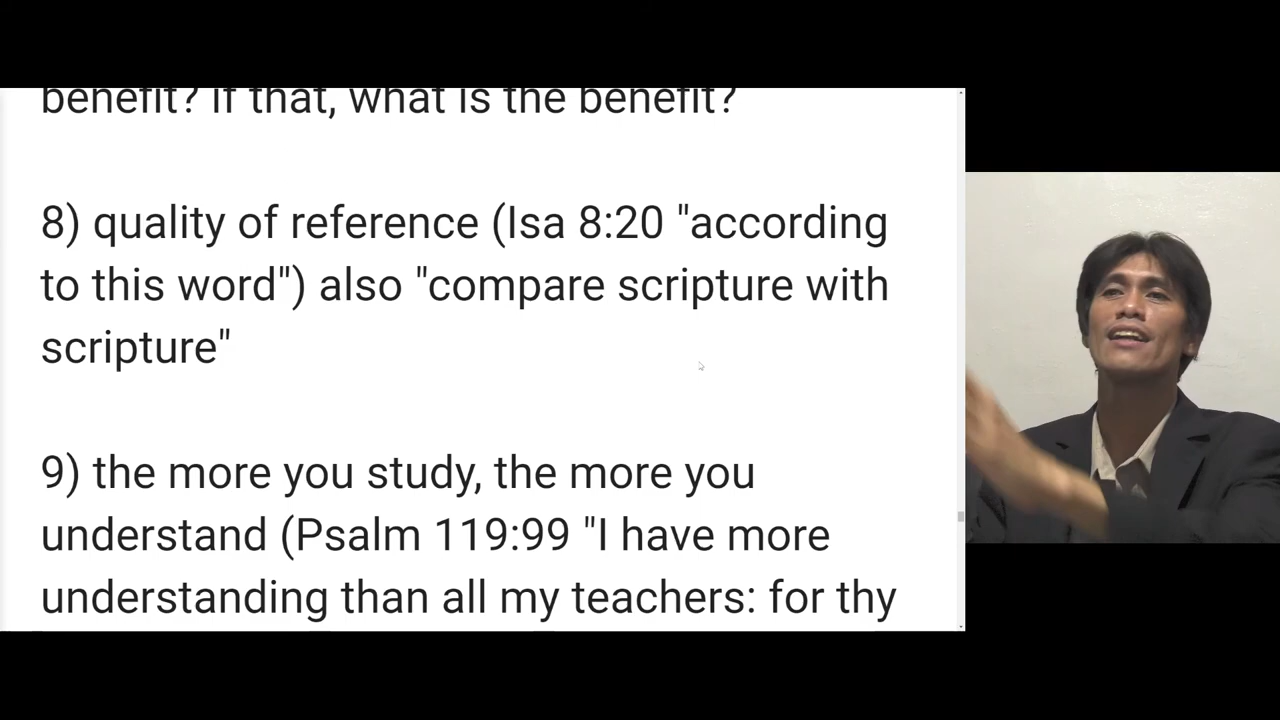 benefit? If that, what is the benefit?
8) quality of reference (Isa 8:20 "according
to this word") also "compare scripture with
scripture"
9) the more you study, the more you
understand (Psalm 119:99 "I have more
understanding than all my teachers: for thy